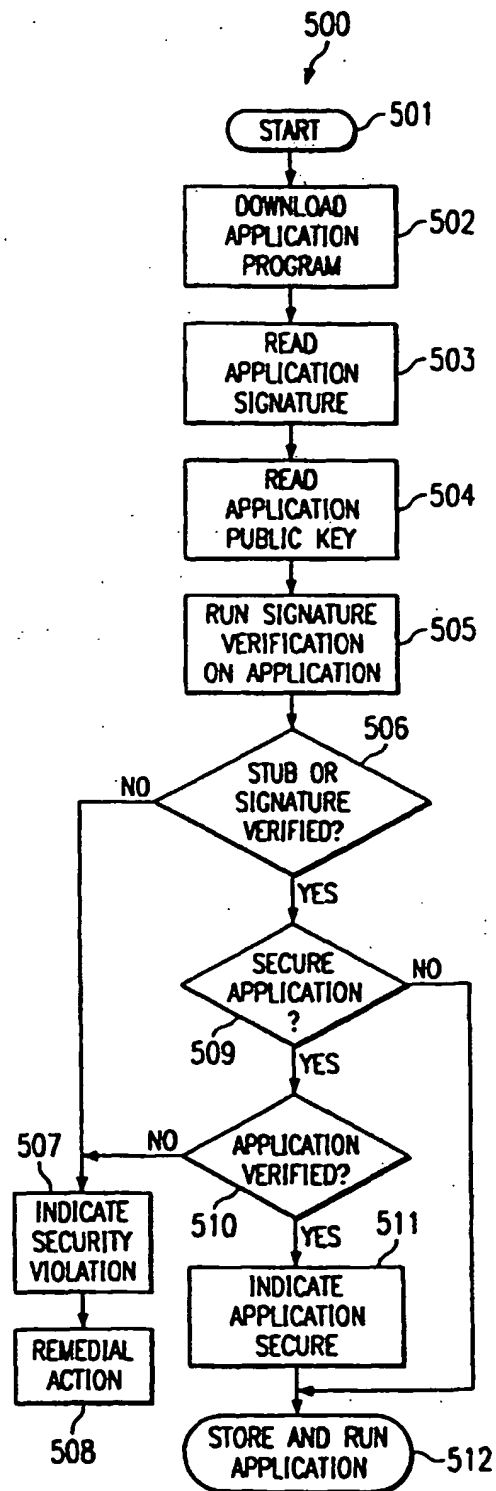 500
START
501
DOWNLOAD
APPLICATION
PROGRAM
502
READ
APPLICATION
SIGNATURE
503
READ
APPLICATION
PUBLIC KEY
504
RUN SIGNATURE
VERIFICATION
ON APPLICATION
505
506
STUB OR
SIGNATURE
VERIFIED?
NO
YES
SECURE
APPLICATION
?
509
NO
YES
APPLICATION
VERIFIED?
510
NO
YES
507
INDICATE
SECURITY
VIOLATION
511
INDICATE
APPLICATION
SECURE
REMEDIAL
ACTION
508
STORE AND RUN
APPLICATION
512